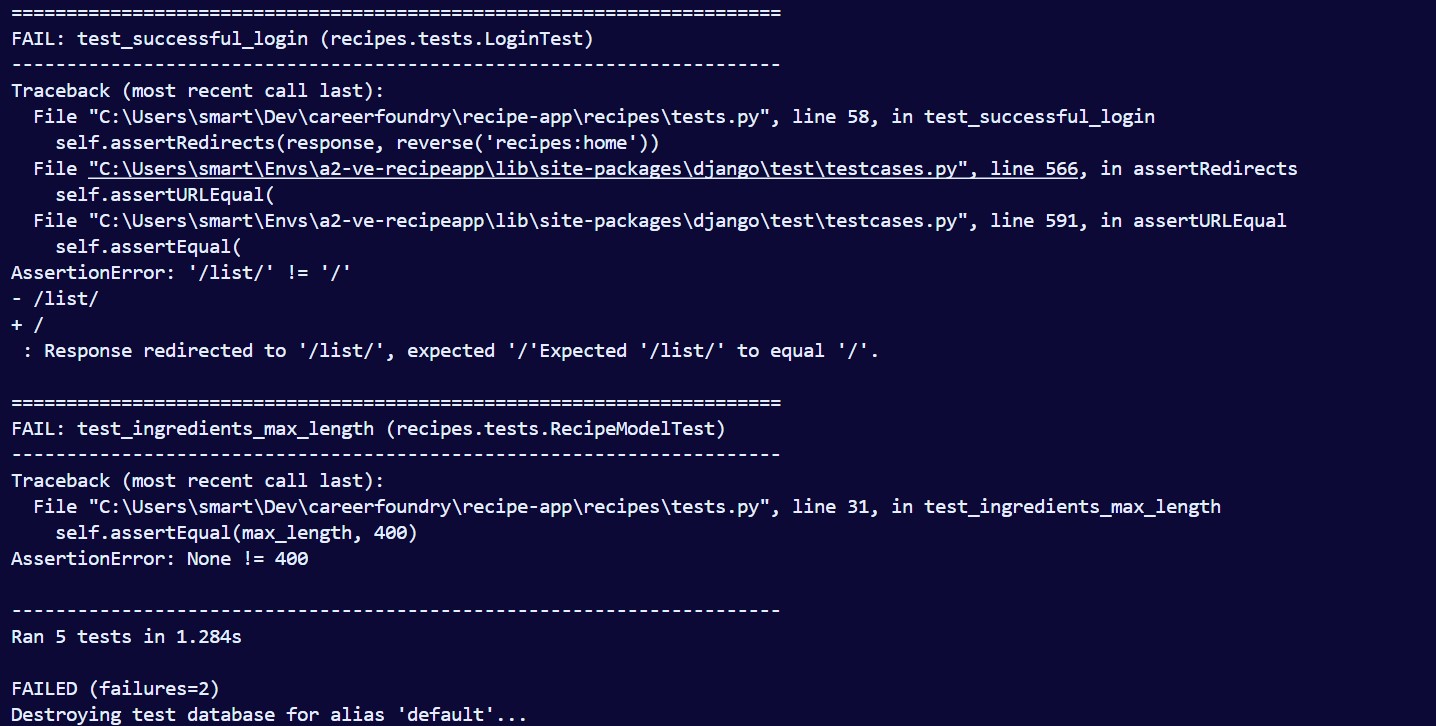 ======================================================================
FAIL: test_successful_login (recipes.tests.LoginTest)
----------------------------------------------------------------------
Traceback (most recent call last):
  File "C:\Users\smart\Dev\careerfoundry\recipe-app\recipes\tests.py", line 58, in test_successful_login
    self.assertRedirects(response, reverse('recipes:home'))
  File "C:\Users\smart\Envs\a2-ve-recipeapp\lib\site-packages\django\test\testcases.py", line 566, in assertRedirects
    self.assertURLEqual(
  File "C:\Users\smart\Envs\a2-ve-recipeapp\lib\site-packages\django\test\testcases.py", line 591, in assertURLEqual
    self.assertEqual(
AssertionError: '/list/' != '/'
- /list/
+ /
 : Response redirected to '/list/', expected '/'Expected '/list/' to equal '/'.
======================================================================
FAIL: test_ingredients_max_length (recipes.tests.RecipeModelTest)
----------------------------------------------------------------------
Traceback (most recent call last):
  File "C:\Users\smart\Dev\careerfoundry\recipe-app\recipes\tests.py", line 31, in test_ingredients_max_length
    self.assertEqual(max_length, 400)
AssertionError: None != 400
----------------------------------------------------------------------
Ran 5 tests in 1.284s
FAILED (failures=2)
Destroying test database for alias 'default'...